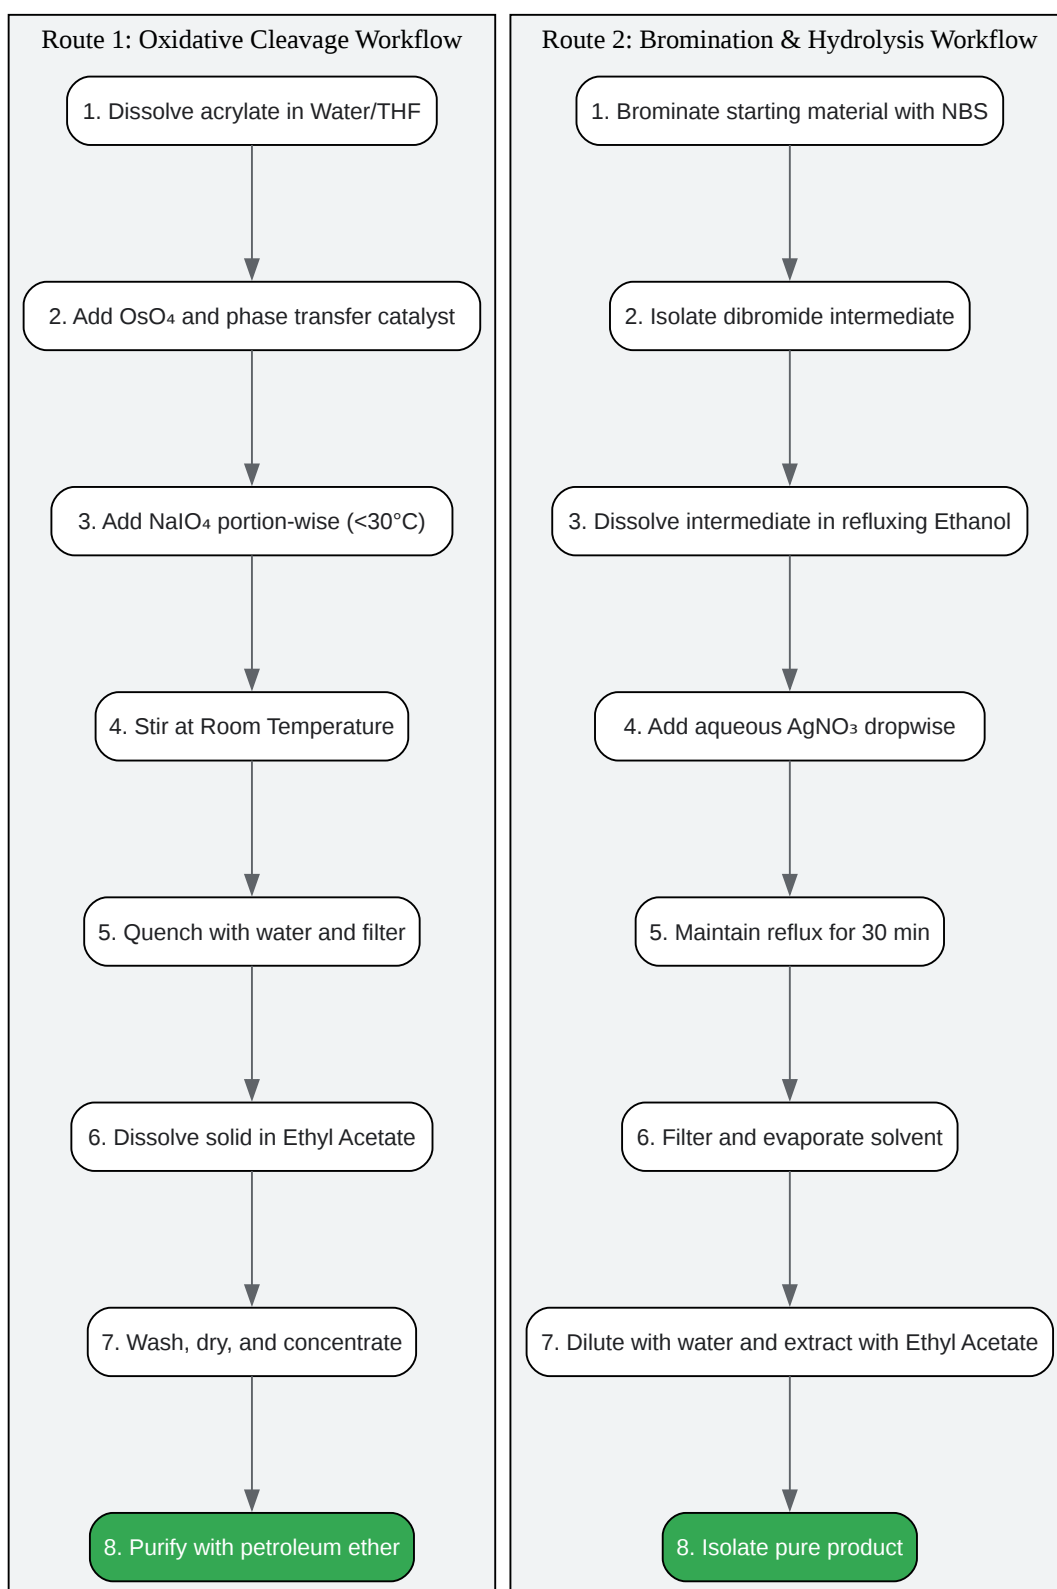 Route 1: Oxidative Cleavage Workflow
1. Dissolve acrylate in Water/THF
2. Add OsO₄ and phase transfer catalyst
3. Add NaIO₄ portion-wise (<30°C)
4. Stir at Room Temperature
5. Quench with water and filter
6. Dissolve solid in Ethyl Acetate
7. Wash, dry, and concentrate
8. Purify with petroleum ether
Route 2: Bromination & Hydrolysis Workflow
1. Brominate starting material with NBS
2. Isolate dibromide intermediate
3. Dissolve intermediate in refluxing Ethanol
4. Add aqueous AgNO₃ dropwise
5. Maintain reflux for 30 min
6. Filter and evaporate solvent
7. Dilute with water and extract with Ethyl Acetate
8. Isolate pure product